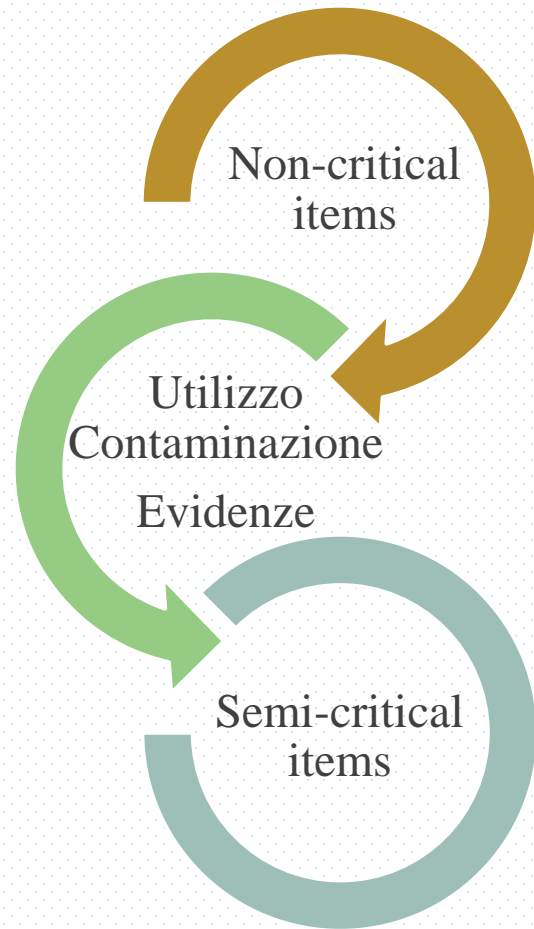 Non-critical
items
Utilizzo
Contaminazione
Evidenze
Semi-critical
items